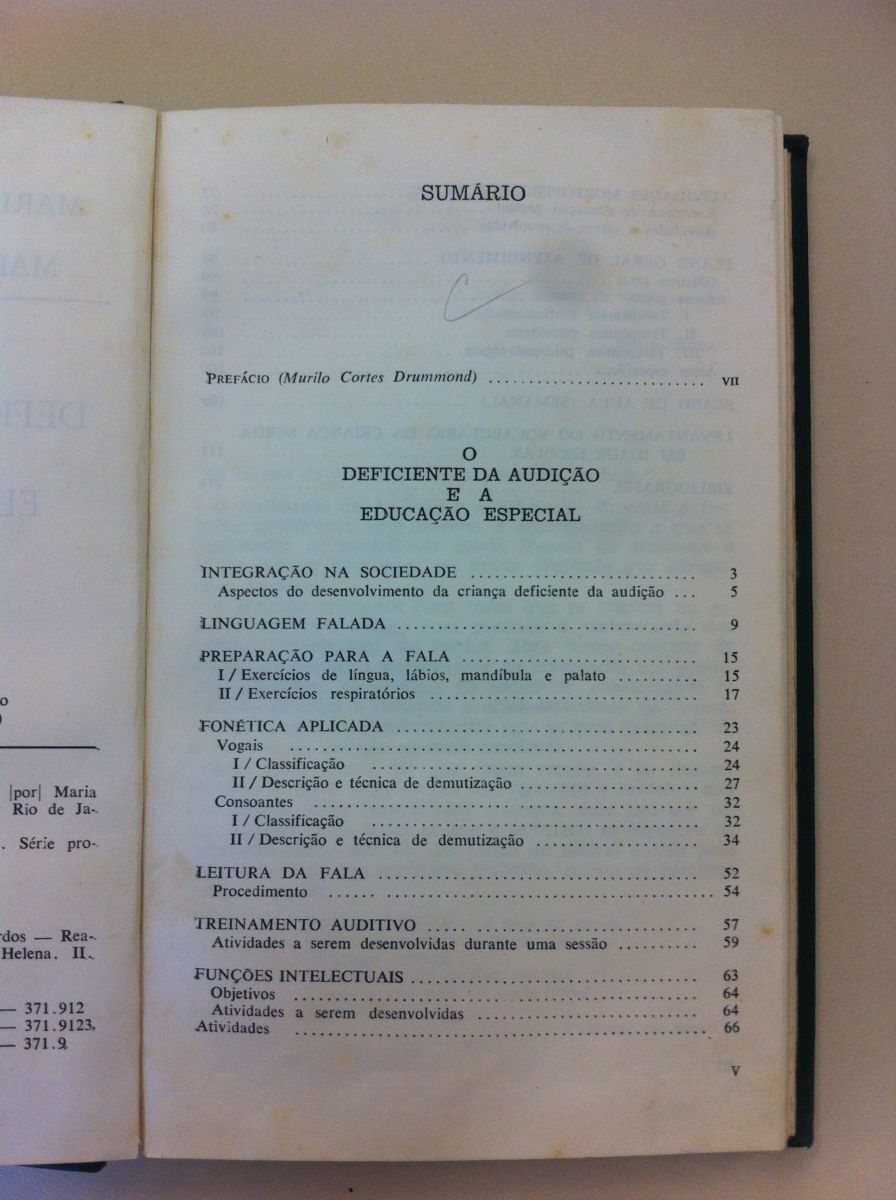 o
)
|por| Maria
Rio de Ja-
. Série pro-
rdos — Rea-
Helena. II.
— 371.912
— 371.9123
— 371.9
SUMÁRIO
PREFÁCIO (Murilo Cortes Drummond) .......................... VII
O
DEFICIENTE DA AUDIÇÃO
E A
EDUCAÇÃO ESPECIAL
INTEGRAÇÃO NA SOCIEDADE ........................... 3
Aspectos do desenvolvimento da criança deficiente da audição ... 5
LINGUAGEM FALADA .................................... 9
PREPARAÇÃO PARA A FALA ............................ 15
I / Exercícios de língua, lábios, mandíbula e palato .......... 15
II / Exercícios respiratórios ................................ 17
FONÉTICA APLICADA .................................... 23
Vogais ................................................ 24
I / Classificação ........................................ 24
II / Descrição e técnica de demutização ..................... 27
Consoantes ............................................. 32
I / Classificação ........................................ 32
II / Descrição e técnica de demutização .................... 34
LEITURA DA FALA ...................................... 52
Procedimento ............................................ 54
TREINAMENTO AUDITIVO ................................ 57
Atividades a serem desenvolvidas durante uma sessão .......... 59
FUNÇÕES INTELECTUAIS .................................. 63
Objetivos ................................................ 64
Atividades a serem desenvolvidas ........................... 64
Atividades ................................................ 66
V